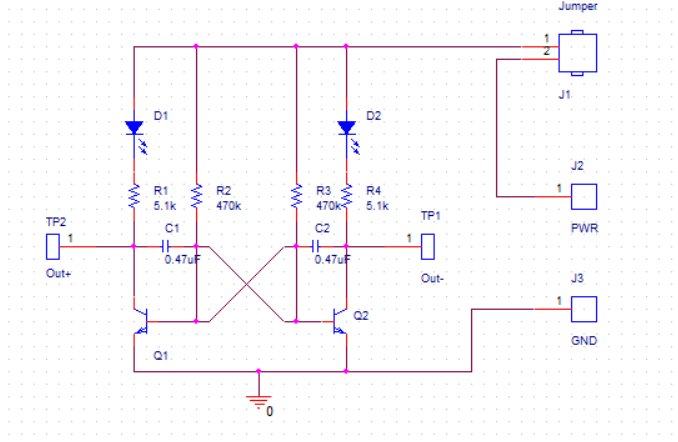 Jumper
1
2
J1
D1
D2
J2
1
PWR
R1
5.1k
R2
470k
R3
470k
R4
5.1k
TP2
1
Out+
C1
0.47uF
C2
0.47uF
TP1
1
Out-
J3
1
GND
Q1
Q2
0